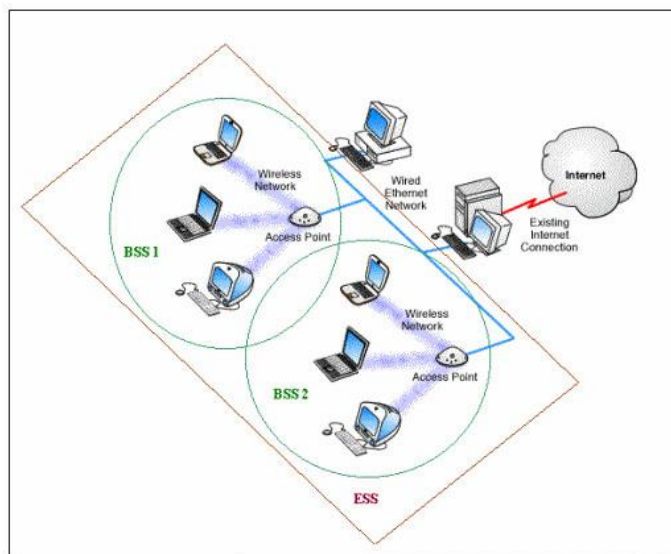 Wireless
Network
Access Point
BSS 1
Wired
Ethernet
Network
Internet
Existing
Internet
Connection
Wireless
Network
Access Point
BSS 2
ESS